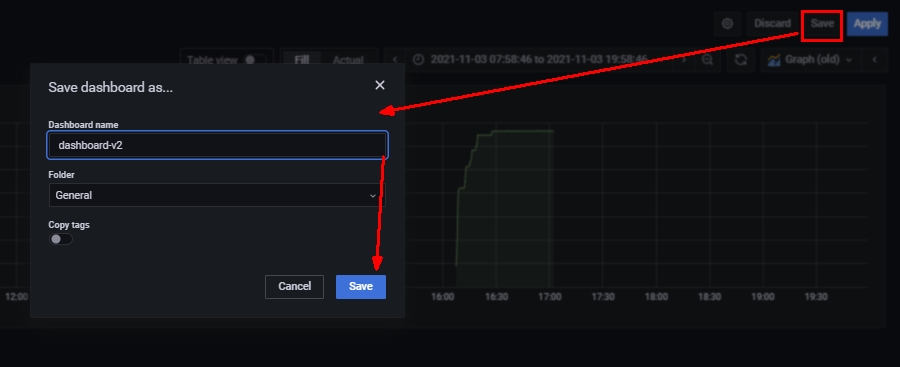 Discard Save Apply
Table view Fill Actual 2021-11-03 07:58:46 to 2021-11-03 19:58:46 Graph (old)
Save dashboard as...
Dashboard name
dashboard-v2
Folder
General
Copy tags
Cancel Save
12:00 16:00 16:30 17:00 17:30 18:00 18:30 19:00 19:30